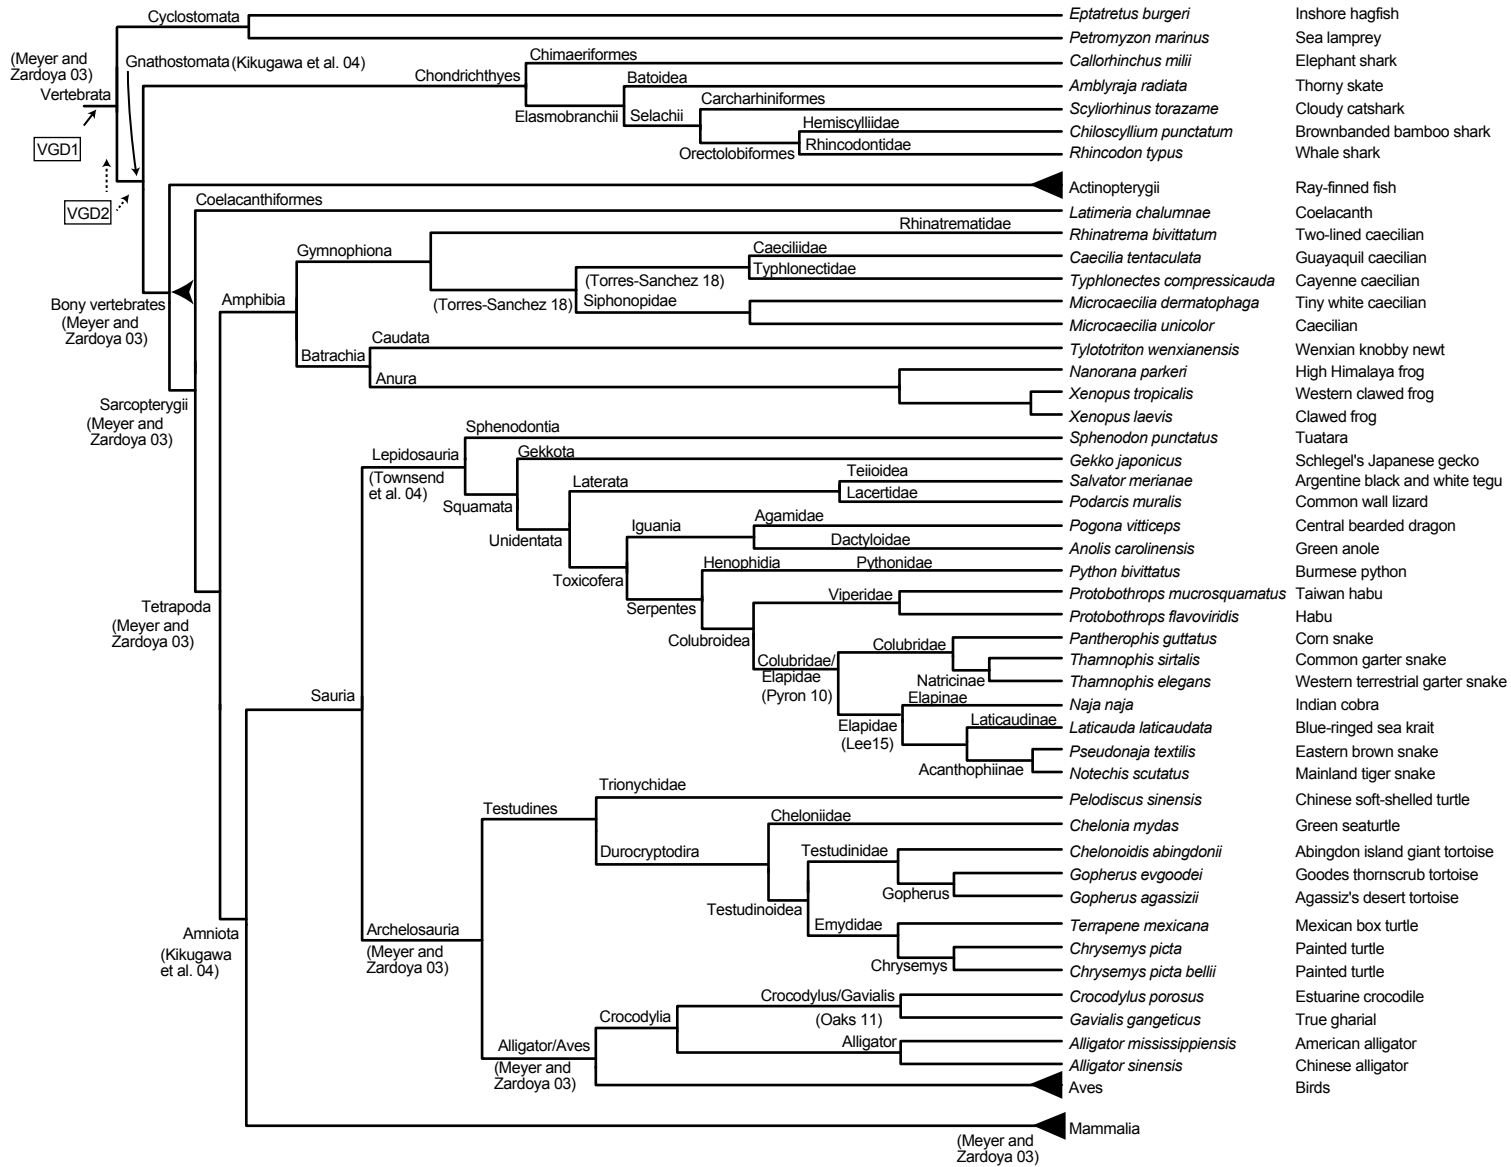 Cyclostomata
Eptatretus burgeri Inshore hagfish
Petromyzon marinus Sea lamprey
(Meyer and
Zardoya 03)
Gnathostomata (Kikugawa et al. 04)
Vertebrata
VGD1
VGD2
Chondrichthyes
Chimaeriformes
Callorhinchus milii Elephant shark
Elasmobranchii
Batoidea
Amblyraja radiata Thorny skate
Selachii
Carcharhiniformes
Scyliorhinus torazame Cloudy catshark
Orectolobiformes
Hemiscylliidae
Chiloscyllium punctatum Brownbanded bamboo shark
Rhincodontidae
Rhincodon typus Whale shark
Bony vertebrates
(Meyer and
Zardoya 03)
Actinopterygii Ray-finned fish
Sarcopterygii
(Meyer and
Zardoya 03)
Coelacanthiformes
Latimeria chalumnae Coelacanth
Tetrapoda
(Meyer and
Zardoya 03)
Amphibia
Gymnophiona
Rhinatrematidae
Rhinatrema bivittatum Two-lined caecilian
(Torres-Sanchez 18)
(Torres-Sanchez 18)
Caeciliidae
Caecilia tentaculata Guayaquil caecilian
Typhlonectidae
Typhlonectes compressicauda Cayenne caecilian
Siphonopidae
Microcaecilia dermatophaga Tiny white caecilian
Microcaecilia unicolor Caecilian
Batrachia
Caudata
Tylototriton wenxianensis Wenxian knobby newt
Anura
Nanorana parkeri High Himalaya frog
Xenopus tropicalis Western clawed frog
Xenopus laevis Clawed frog
Amniota
(Kikugawa
et al. 04)
Sauria
Lepidosauria
(Townsend
et al. 04)
Sphenodontia
Sphenodon punctatus Tuatara
Squamata
Gekkota
Gekko japonicus Schlegel's Japanese gecko
Unidentata
Laterata
Teiioidea
Salvator merianae Argentine black and white tegu
Lacertidae
Podarcis muralis Common wall lizard
Toxicofera
Iguania
Agamidae
Pogona vitticeps Central bearded dragon
Dactyloidae
Anolis carolinensis Green anole
Serpentes
Henophidia Pythonidae
Python bivittatus Burmese python
Colubroidea
Viperidae
Protobothrops mucrosquamatus Taiwan habu
Protobothrops flavoviridis Habu
Colubridae/
Elapidae
(Pyron 10)
Colubridae
Pantherophis guttatus Corn snake
Natricinae
Thamnophis sirtalis Common garter snake
Thamnophis elegans Western terrestrial garter snake
Elapidae
(Lee15)
Elapinae
Naja naja Indian cobra
Laticaudinae
Laticauda laticaudata Blue-ringed sea krait
Acanthophiinae
Pseudonaja textilis Eastern brown snake
Notechis scutatus Mainland tiger snake
Archelosauria
(Meyer and
Zardoya 03)
Testudines
Trionychidae
Pelodiscus sinensis Chinese soft-shelled turtle
Durocryptodira
Cheloniidae
Chelonia mydas Green seaturtle
Testudinoidea
Testudinidae
Chelonoidis abingdonii Abingdon island giant tortoise
Gopherus
Gopherus evgoodei Goodes thornscrub tortoise
Gopherus agassizii Agassiz's desert tortoise
Emydidae
Terrapene mexicana Mexican box turtle
Chrysemys
Chrysemys picta Painted turtle
Chrysemys picta bellii Painted turtle
Alligator/Aves
(Meyer and
Zardoya 03)
Crocodylia
Crocodylus/Gavialis
(Oaks 11)
Crocodylus porosus Estuarine crocodile
Gavialis gangeticus True gharial
Alligator
Alligator mississippiensis American alligator
Alligator sinensis Chinese alligator
Aves Birds
Mammalia
(Meyer and
Zardoya 03)